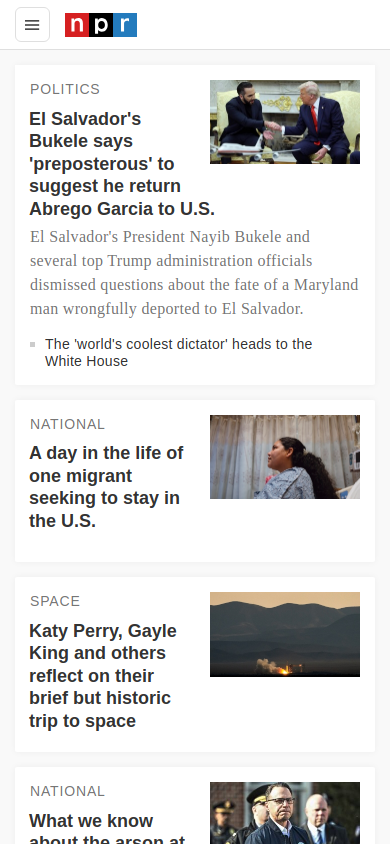 npr
POLITICS
El Salvador's
Bukele says
'preposterous' to
suggest he return
Abrego Garcia to U.S.
El Salvador's President Nayib Bukele and
several top Trump administration officials
dismissed questions about the fate of a Maryland
man wrongfully deported to El Salvador.
The 'world's coolest dictator' heads to the
White House
NATIONAL
A day in the life of
one migrant
seeking to stay in
the U.S.
SPACE
Katy Perry, Gayle
King and others
reflect on their
brief but historic
trip to space
NATIONAL
What we know
about the arson at